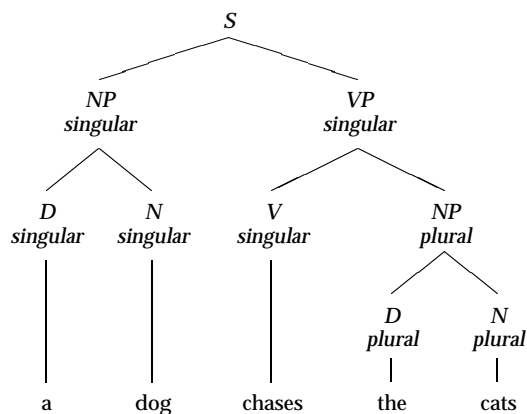 S
NP VP
singular singular
D N V NP
singular singular singular plural
D N
plural plural
a dog chases the cats